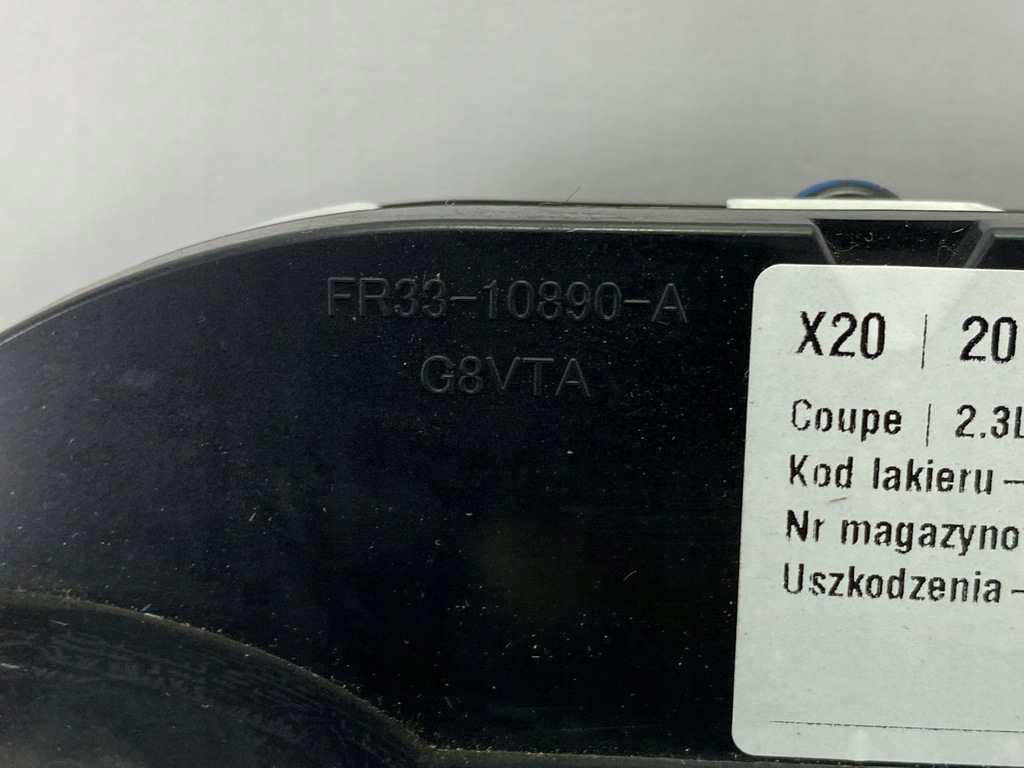 FR33-10890-A
G8VTA
X20 | 20
Coupe | 2.3L
Kod lakieru –
Nr magazyno
Uszkodzenia –